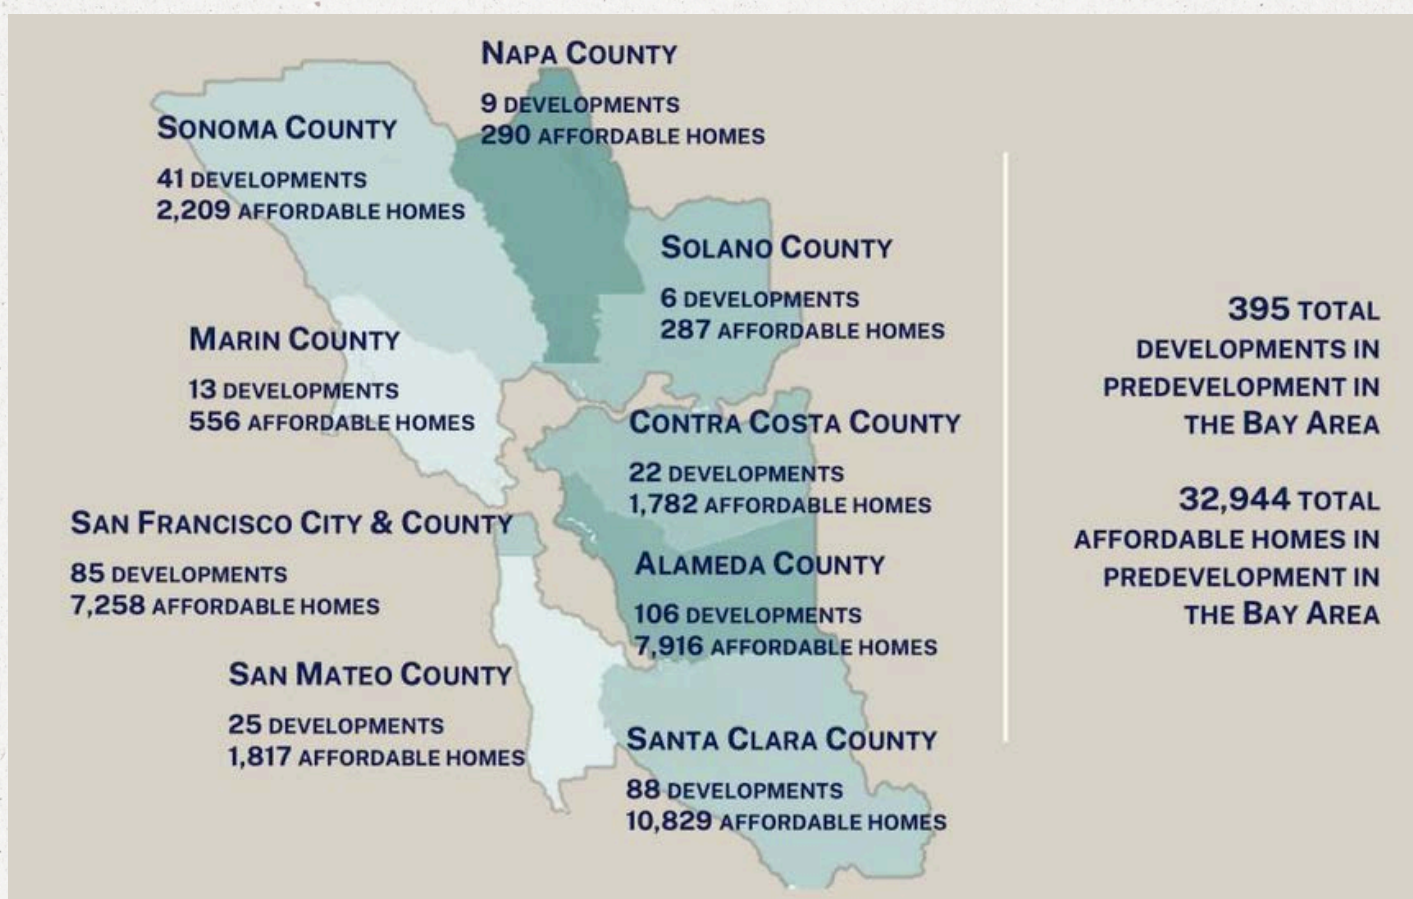 Napa County
9 developments
290 affordable homes
Sonoma County
41 developments
2,209 affordable homes
Solano County
6 developments
287 affordable homes
Marin County
13 developments
556 affordable homes
Contra Costa County
22 developments
1,782 affordable homes
San Francisco City & County
85 developments
7,258 affordable homes
Alameda County
106 developments
7,916 affordable homes
San Mateo County
25 developments
1,817 affordable homes
Santa Clara County
88 developments
10,829 affordable homes
395 total
developments in
predevelopment in
the Bay Area
32,944 total
affordable homes in
predevelopment in
the Bay Area